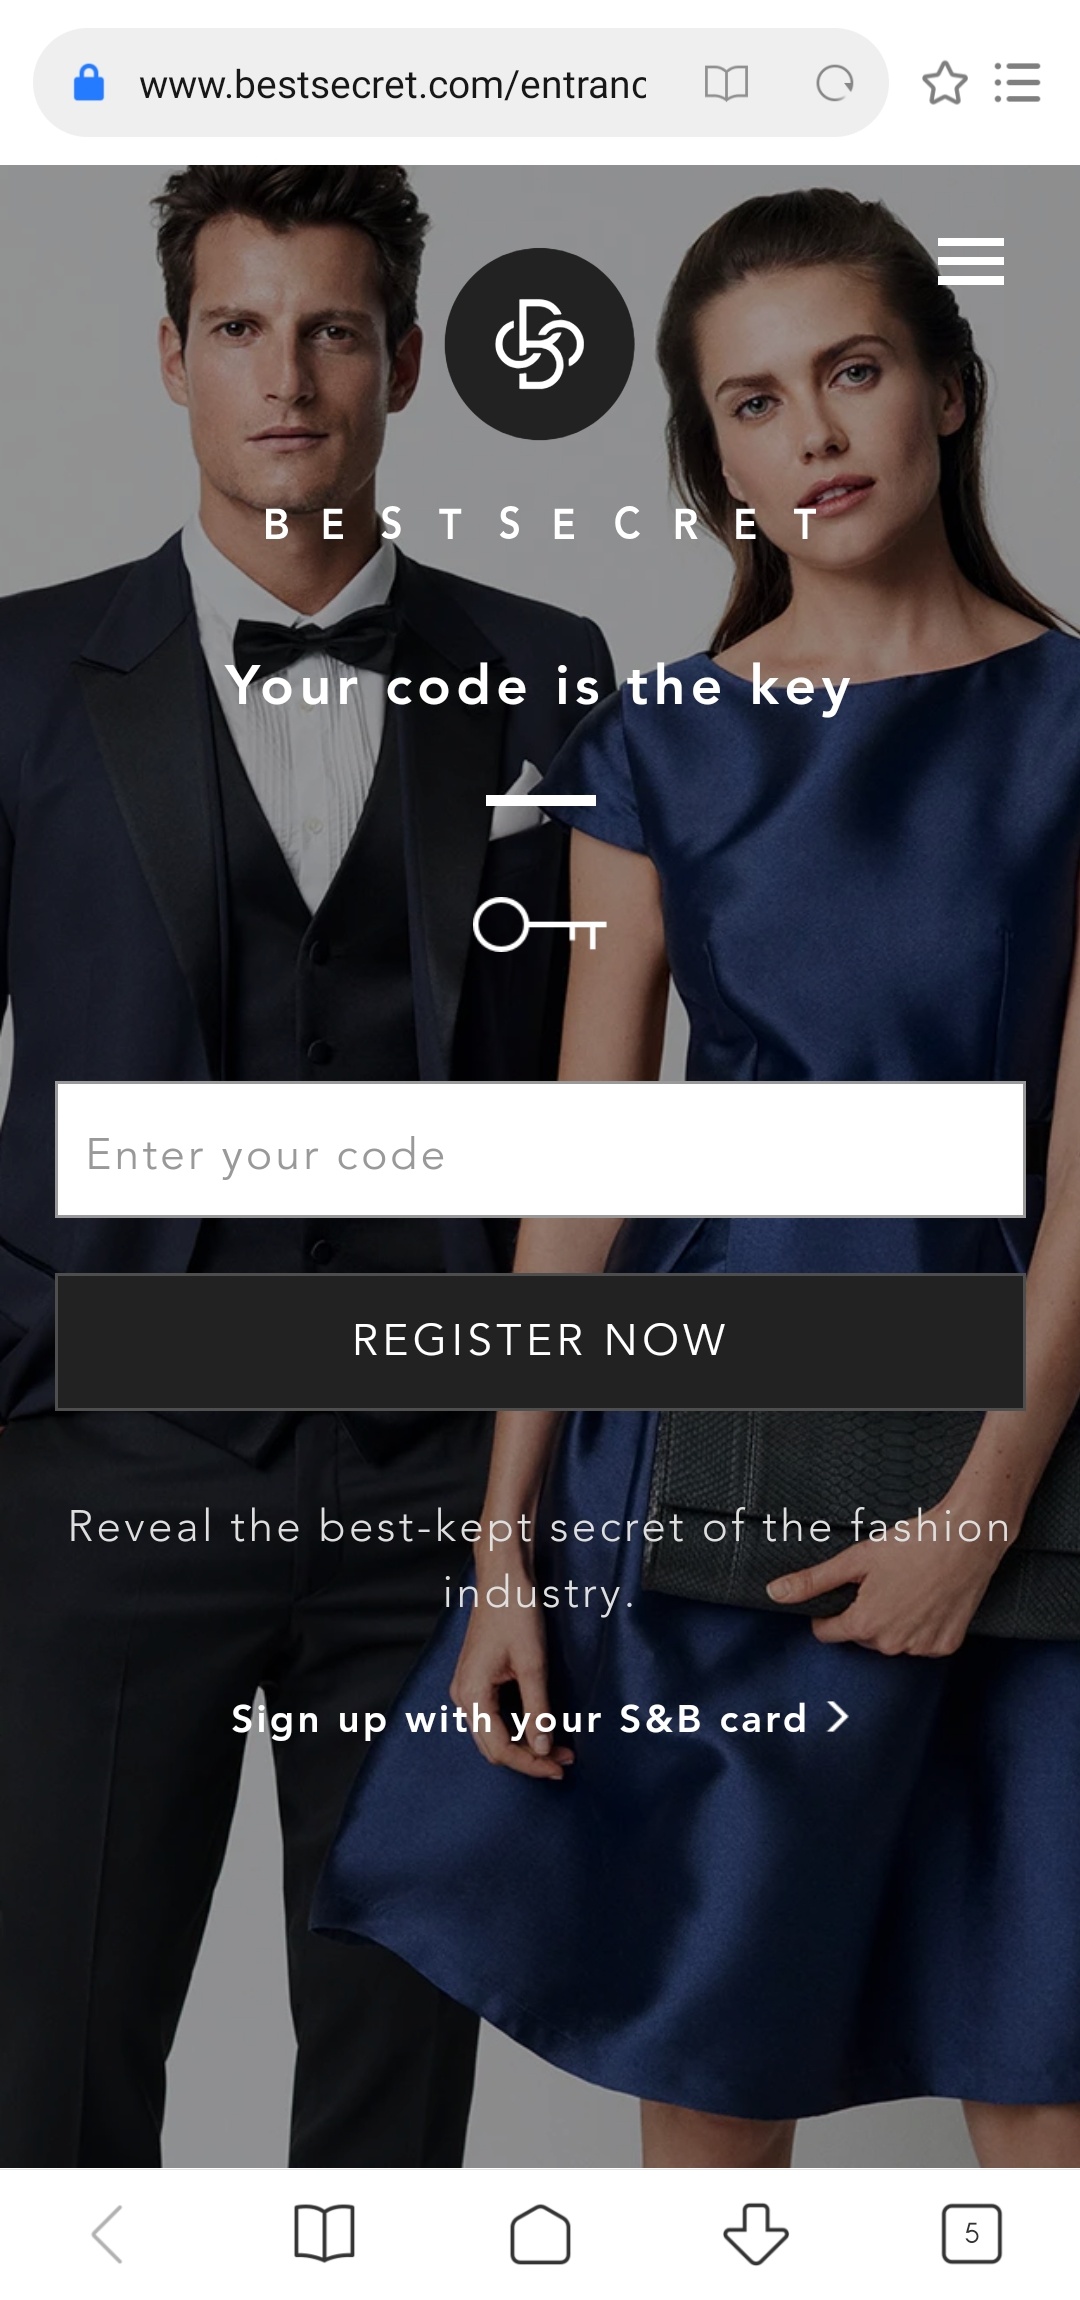 www.bestsecret.com/entranc
BESTSECRET
Your code is the key
Enter your code
REGISTER NOW
Reveal the best-kept secret of the fashion
industry.
Sign up with your S&B card
5